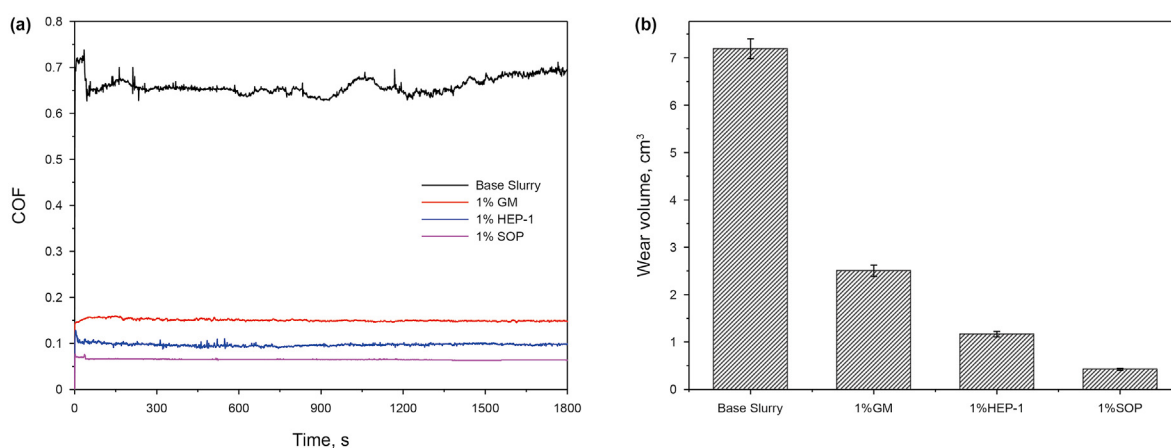 (a)
0.8
0.7
0.6
0.5
0.4
0.3
0.2
0.1
0
COF
Base Slurry
1% GM
1% HEP-1
1% SOP
0 300 600 900 1200 1500 1800
Time, s
(b)
7
6
5
4
3
2
1
0
Wear volume, cm³
Base Slurry 1%GM 1%HEP-1 1%SOP